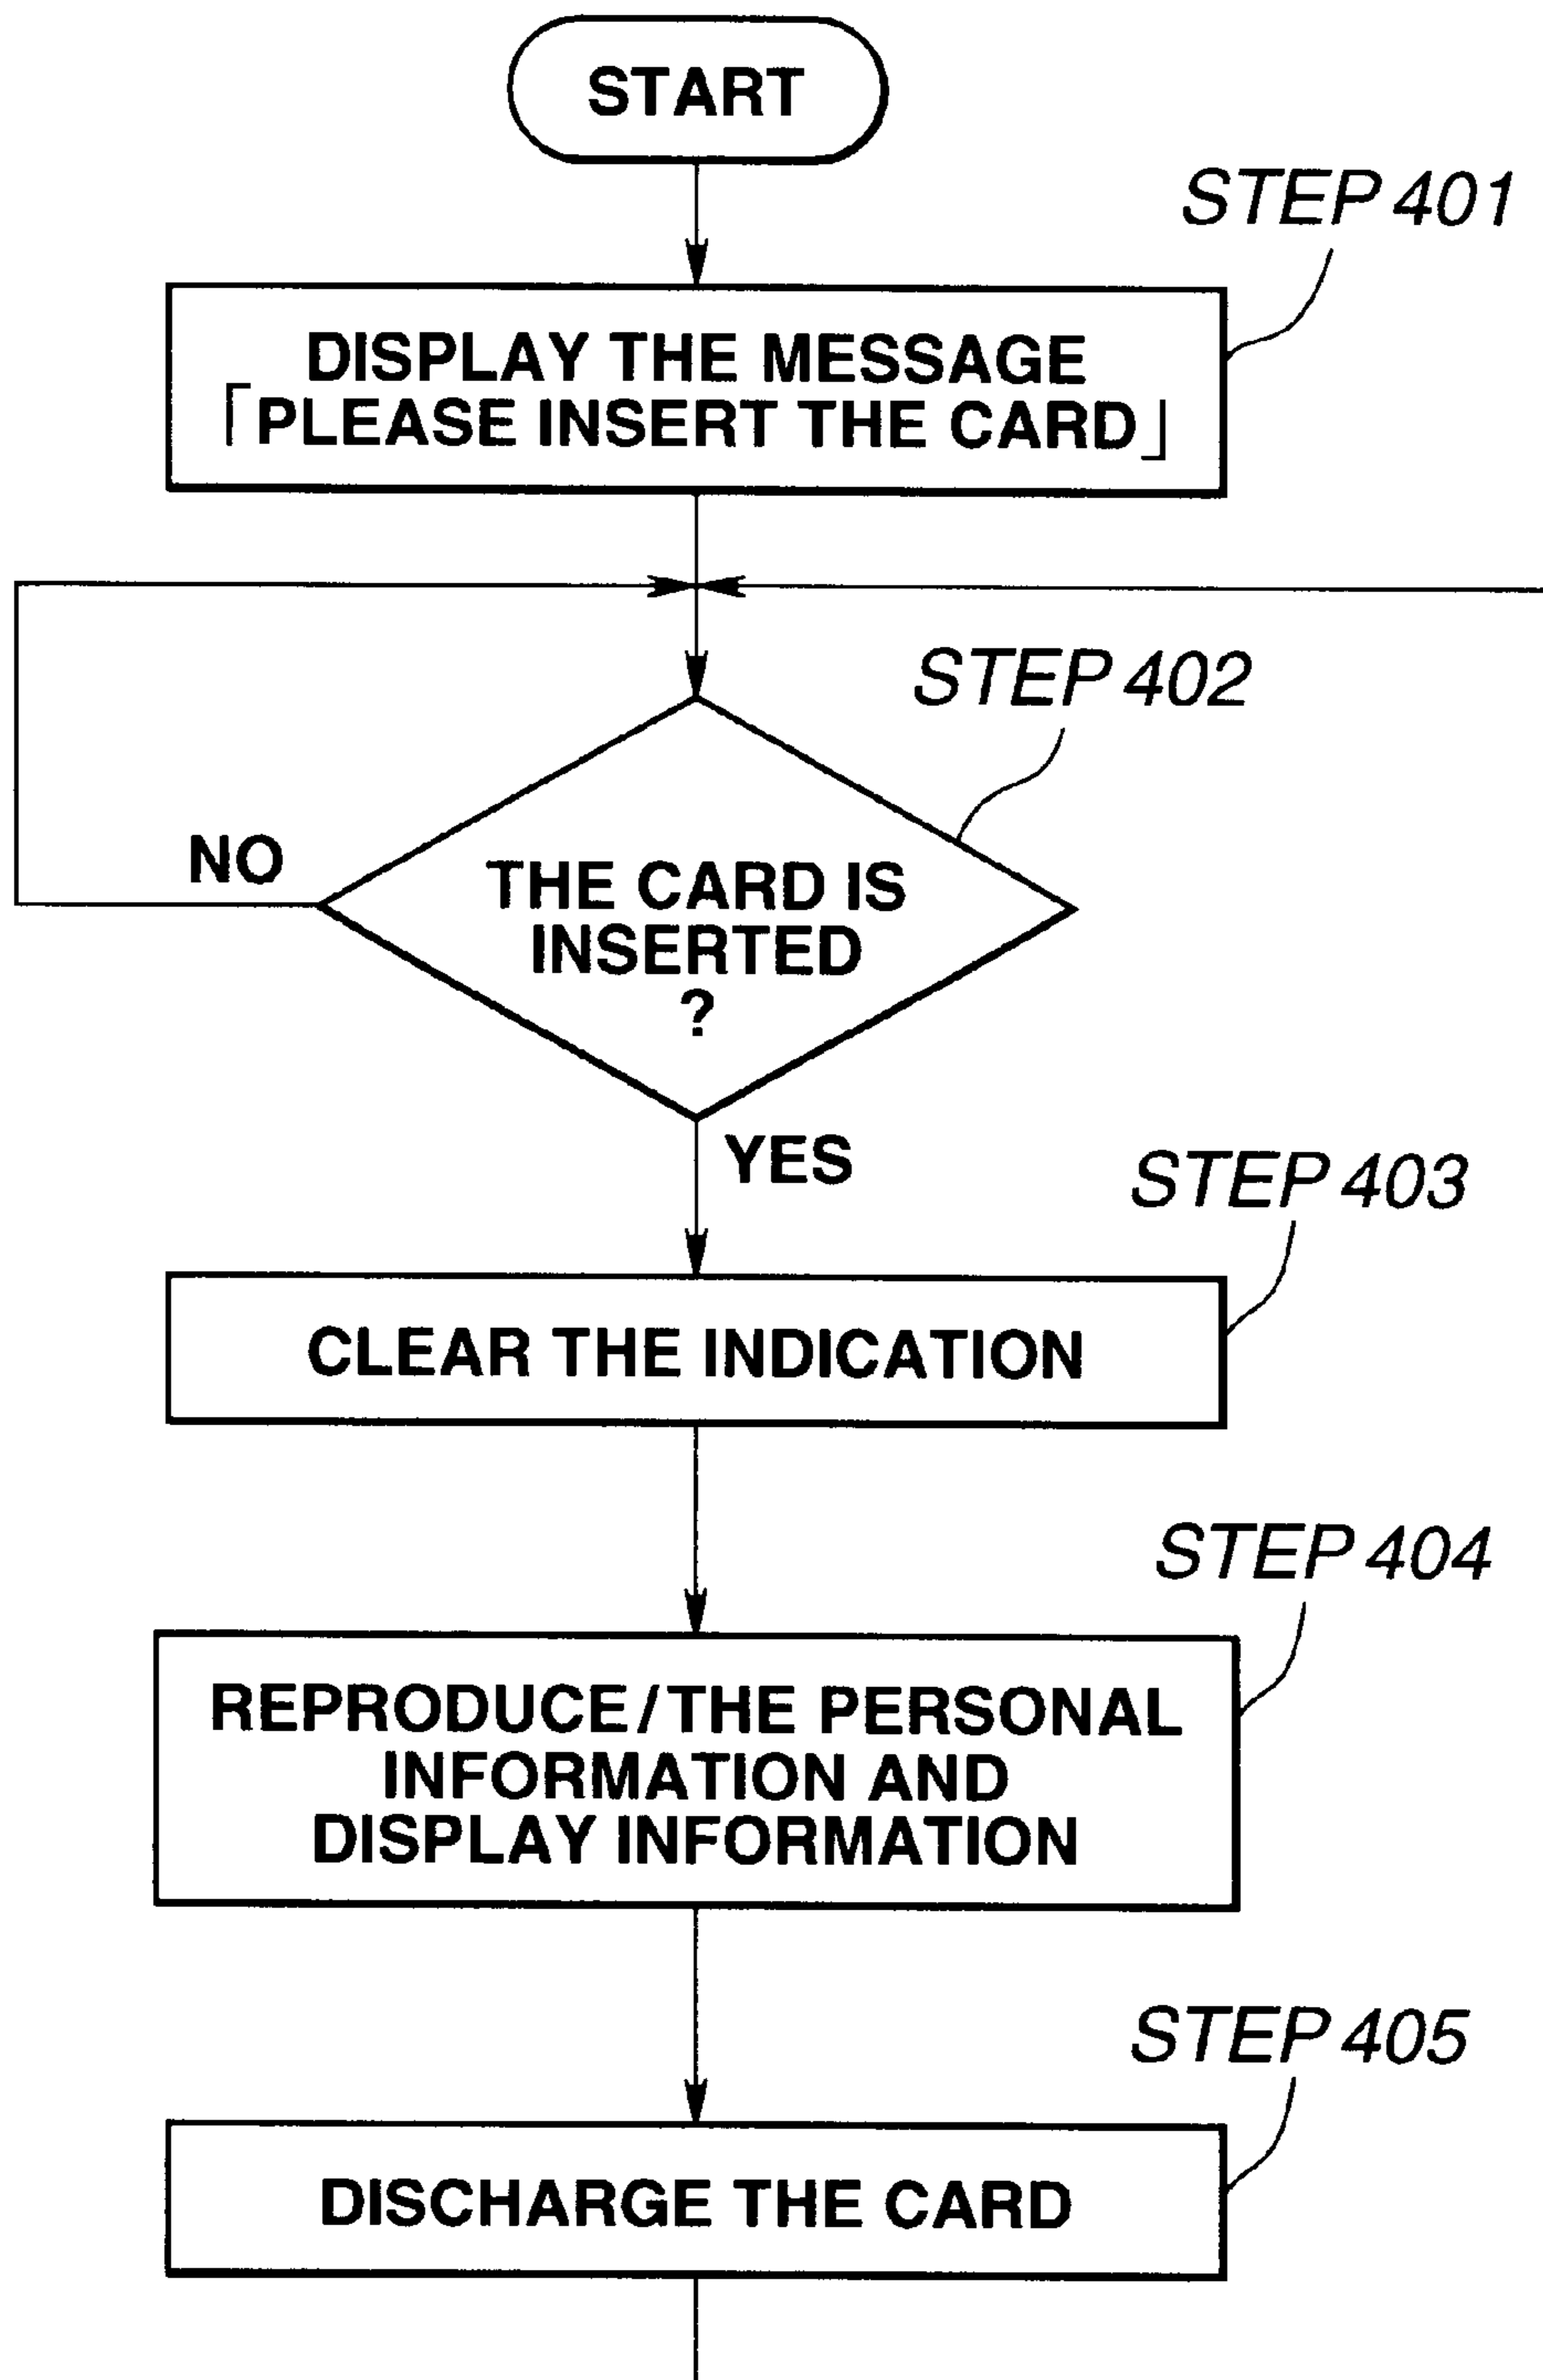 START
STEP 401
DISPLAY THE MESSAGE
「PLEASE INSERT THE CARD」
STEP 402
NO
THE CARD IS
INSERTED
?
YES
STEP 403
CLEAR THE INDICATION
STEP 404
REPRODUCE/THE PERSONAL
INFORMATION AND
DISPLAY INFORMATION
STEP 405
DISCHARGE THE CARD